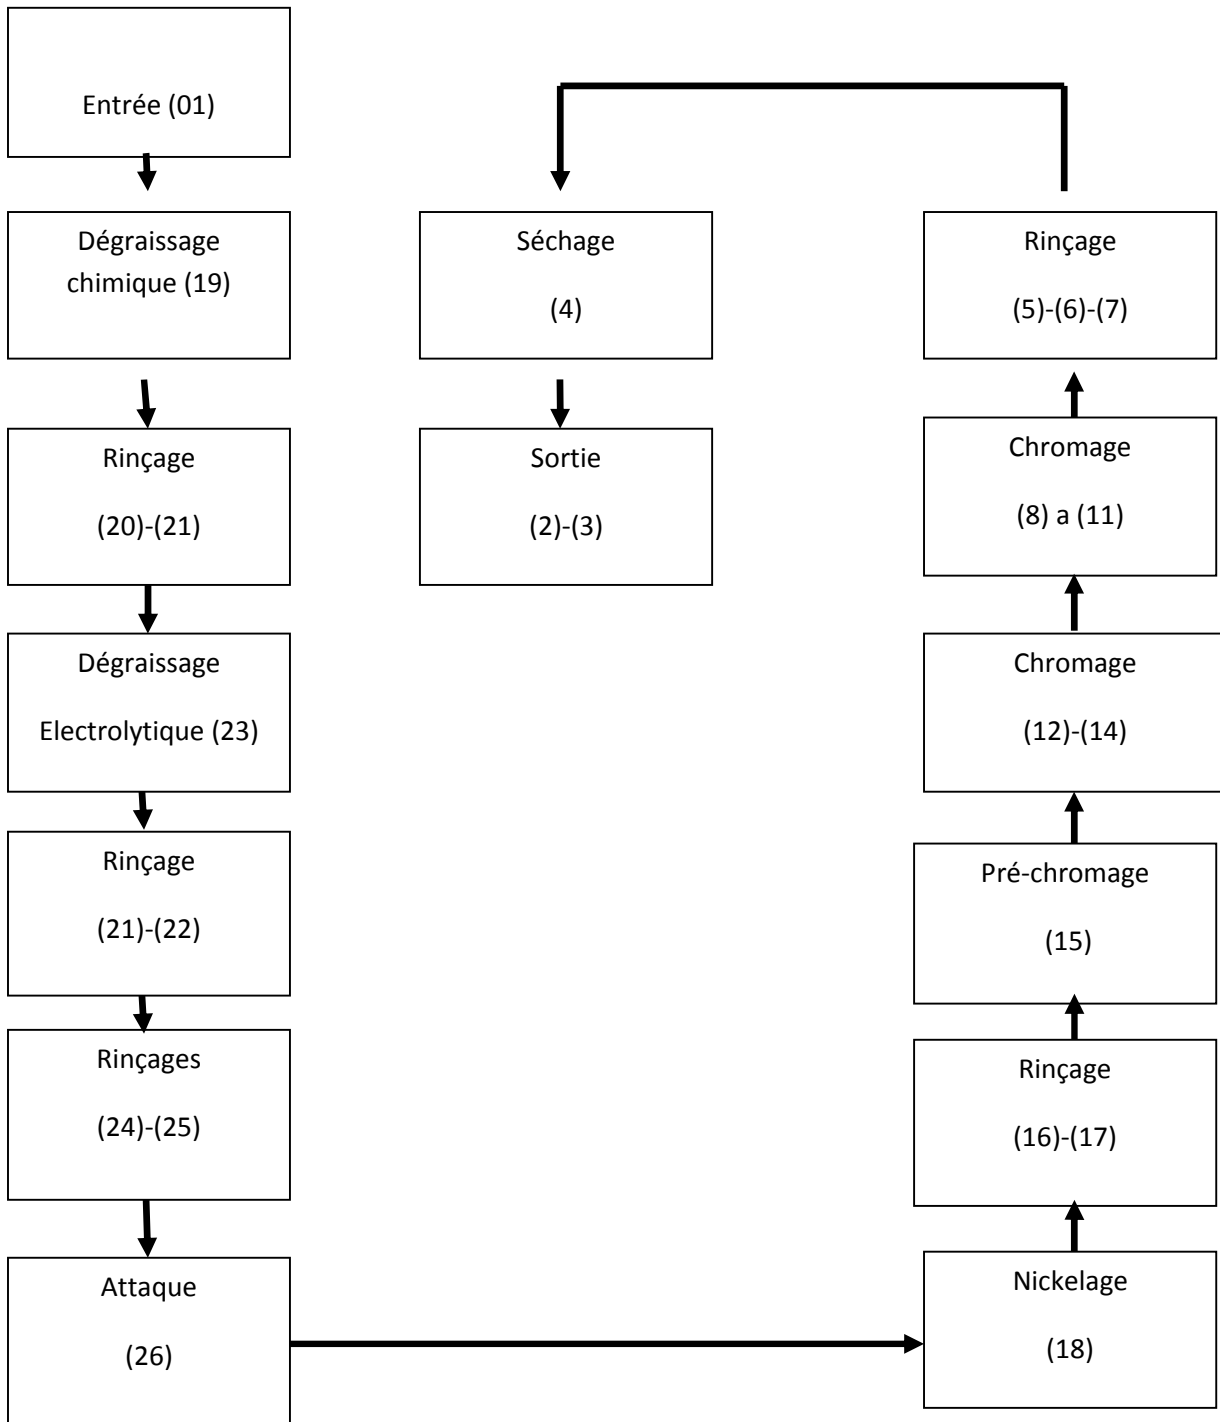 Entrée (01)
Dégraissage
chimique (19)
Rinçage
(20)-(21)
Dégraissage
Electrolytique (23)
Rinçage
(21)-(22)
Rinçages
(24)-(25)
Attaque
(26)
Nickelage
(18)
Rinçage
(16)-(17)
Pré-chromage
(15)
Chromage
(12)-(14)
Chromage
(8) a (11)
Rinçage
(5)-(6)-(7)
Séchage
(4)
Sortie
(2)-(3)